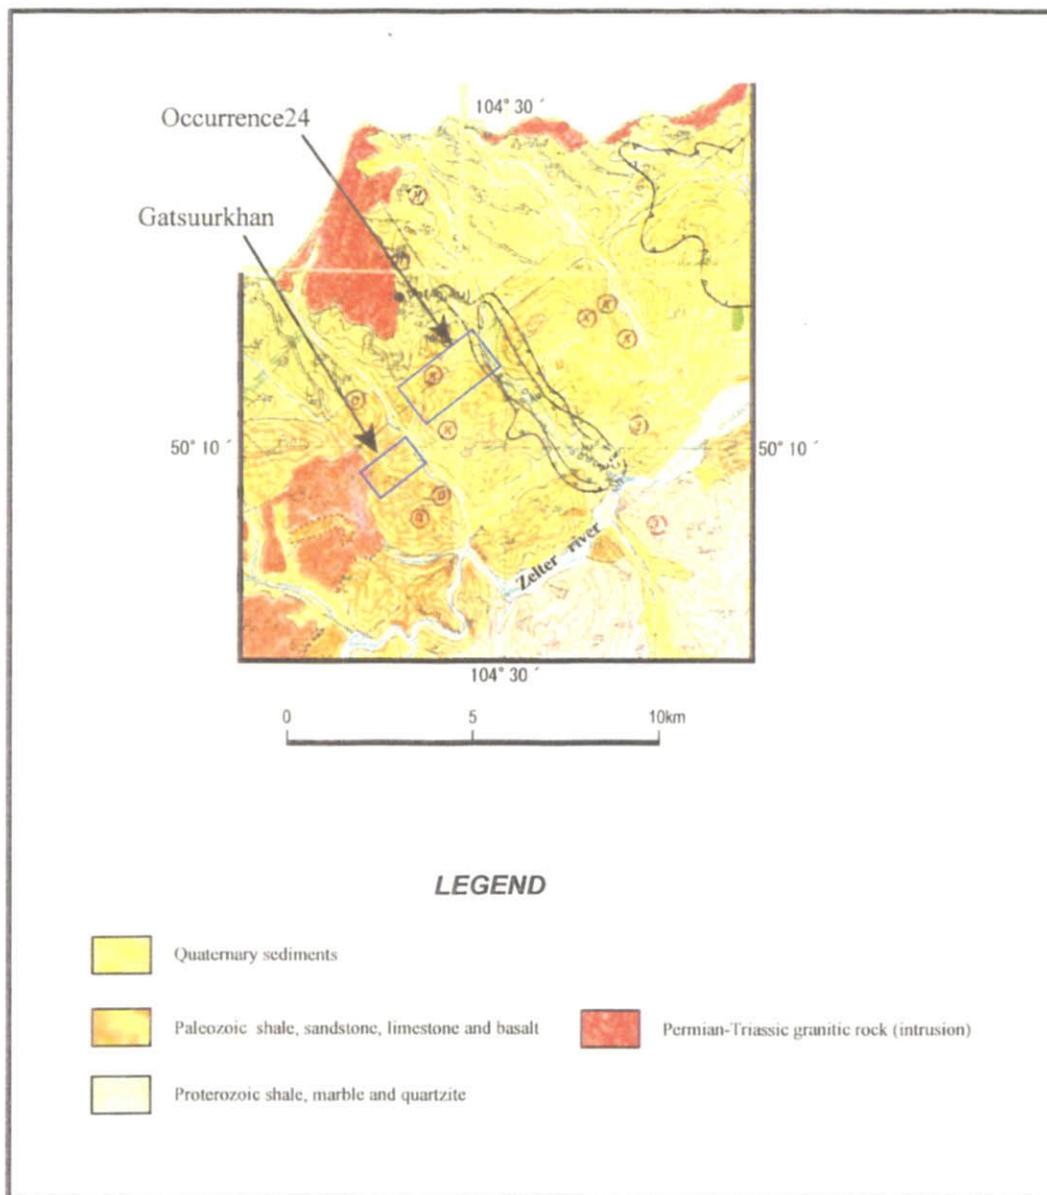 104° 30 ´
Occurrence24
Gatsuurkhan
50° 10 ´
50° 10 ´
Zelter river
104° 30 ´
0 5 10km
LEGEND
Quaternary sediments
Paleozoic shale, sandstone, limestone and basalt
Permian-Triassic granitic rock (intrusion)
Proterozoic shale, marble and quartzite